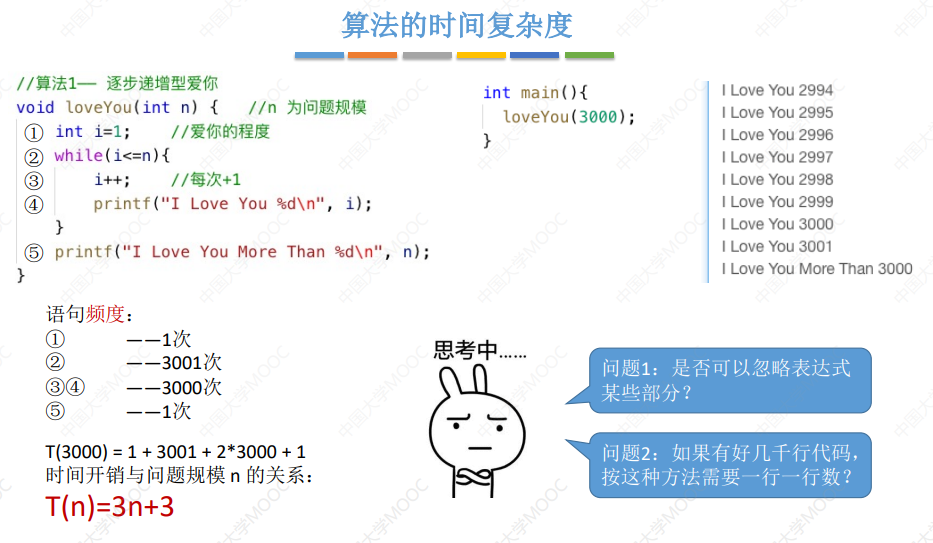 算法的时间复杂度
//算法1—— 逐步递增型爱你
void loveYou(int n) { //n 为问题规模
① int i=1; //爱你的程度
② while(i<=n){
③ i++; //每次+1
④ printf("I Love You %d\n", i);
}
⑤ printf("I Love You More Than %d\n", n);
}
int main(){
loveYou(3000);
}
I Love You 2994
I Love You 2995
I Love You 2996
I Love You 2997
I Love You 2998
I Love You 2999
I Love You 3000
I Love You 3001
I Love You More Than 3000
语句频度：
① ——1次
② ——3001次
③④ ——3000次
⑤ ——1次
T(3000) = 1 + 3001 + 2*3000 + 1
时间开销与问题规模 n 的关系：
T(n)=3n+3
思考中......
问题1：是否可以忽略表达式
某些部分？
问题2：如果有好几千行代码，
按这种方法需要一行一行数？
中国大学MOOC